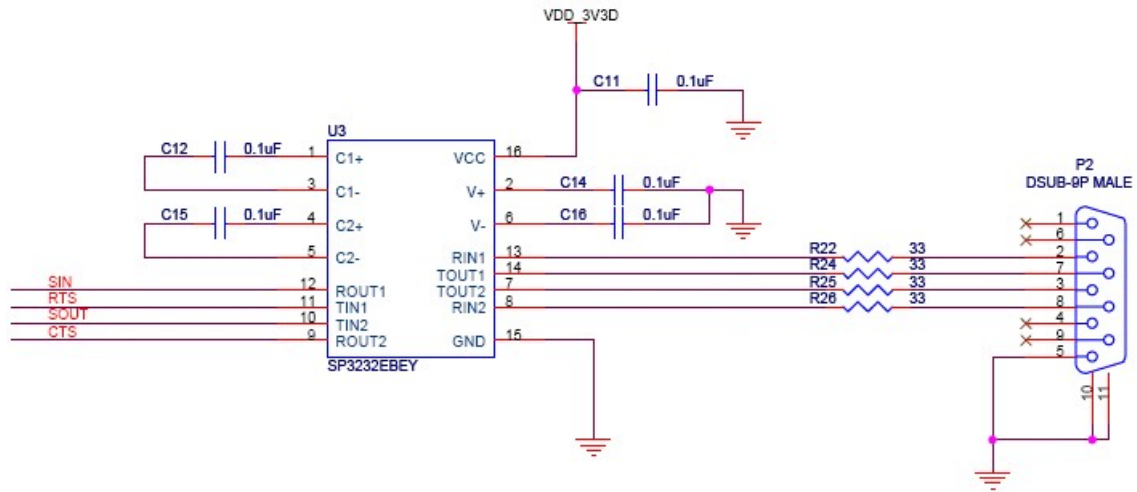 VDD_3V3D
C11 0.1uF
U3
C12 0.1uF 1 C1+ VCC 16
P2
DSUB-9P MALE
3 C1- V+ 2 C14 0.1uF
C15 0.1uF 4 C2+ V- 6 C16 0.1uF
1
6
5 C2- RIN1 13 R22 33 2
TOUT1 14 R24 33 7
SIN 12 ROUT1 TOUT2 7 R25 33 3
RTS 11 TIN1 RIN2 8 R26 33 8
SOUT 10 TIN2 4
CTS 9 ROUT2 GND 15 9
5
SP3232EBEY
10 11